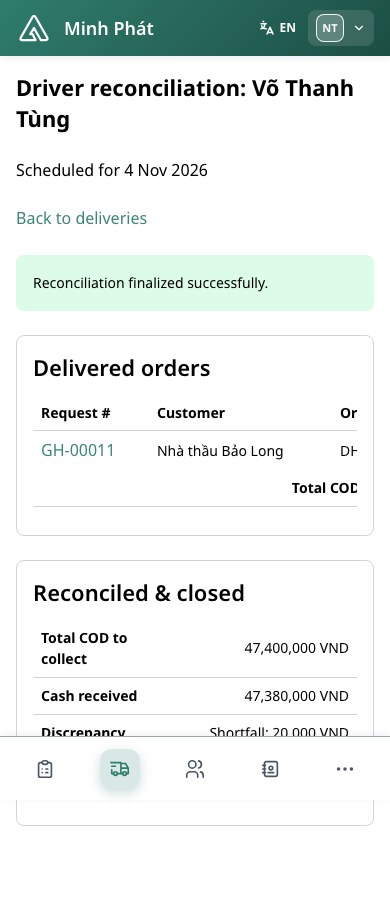 Minh Phát
EN
NT
Driver reconciliation: Võ Thanh
Tùng
Scheduled for 4 Nov 2026
Back to deliveries
Reconciliation finalized successfully.
Delivered orders
Request # Customer Or
GH-00011 Nhà thầu Bảo Long DH
Total COD
Reconciled & closed
Total COD to
collect
47,400,000 VND
Cash received 47,380,000 VND
Discrepancy Shortfall: 20,000 VND